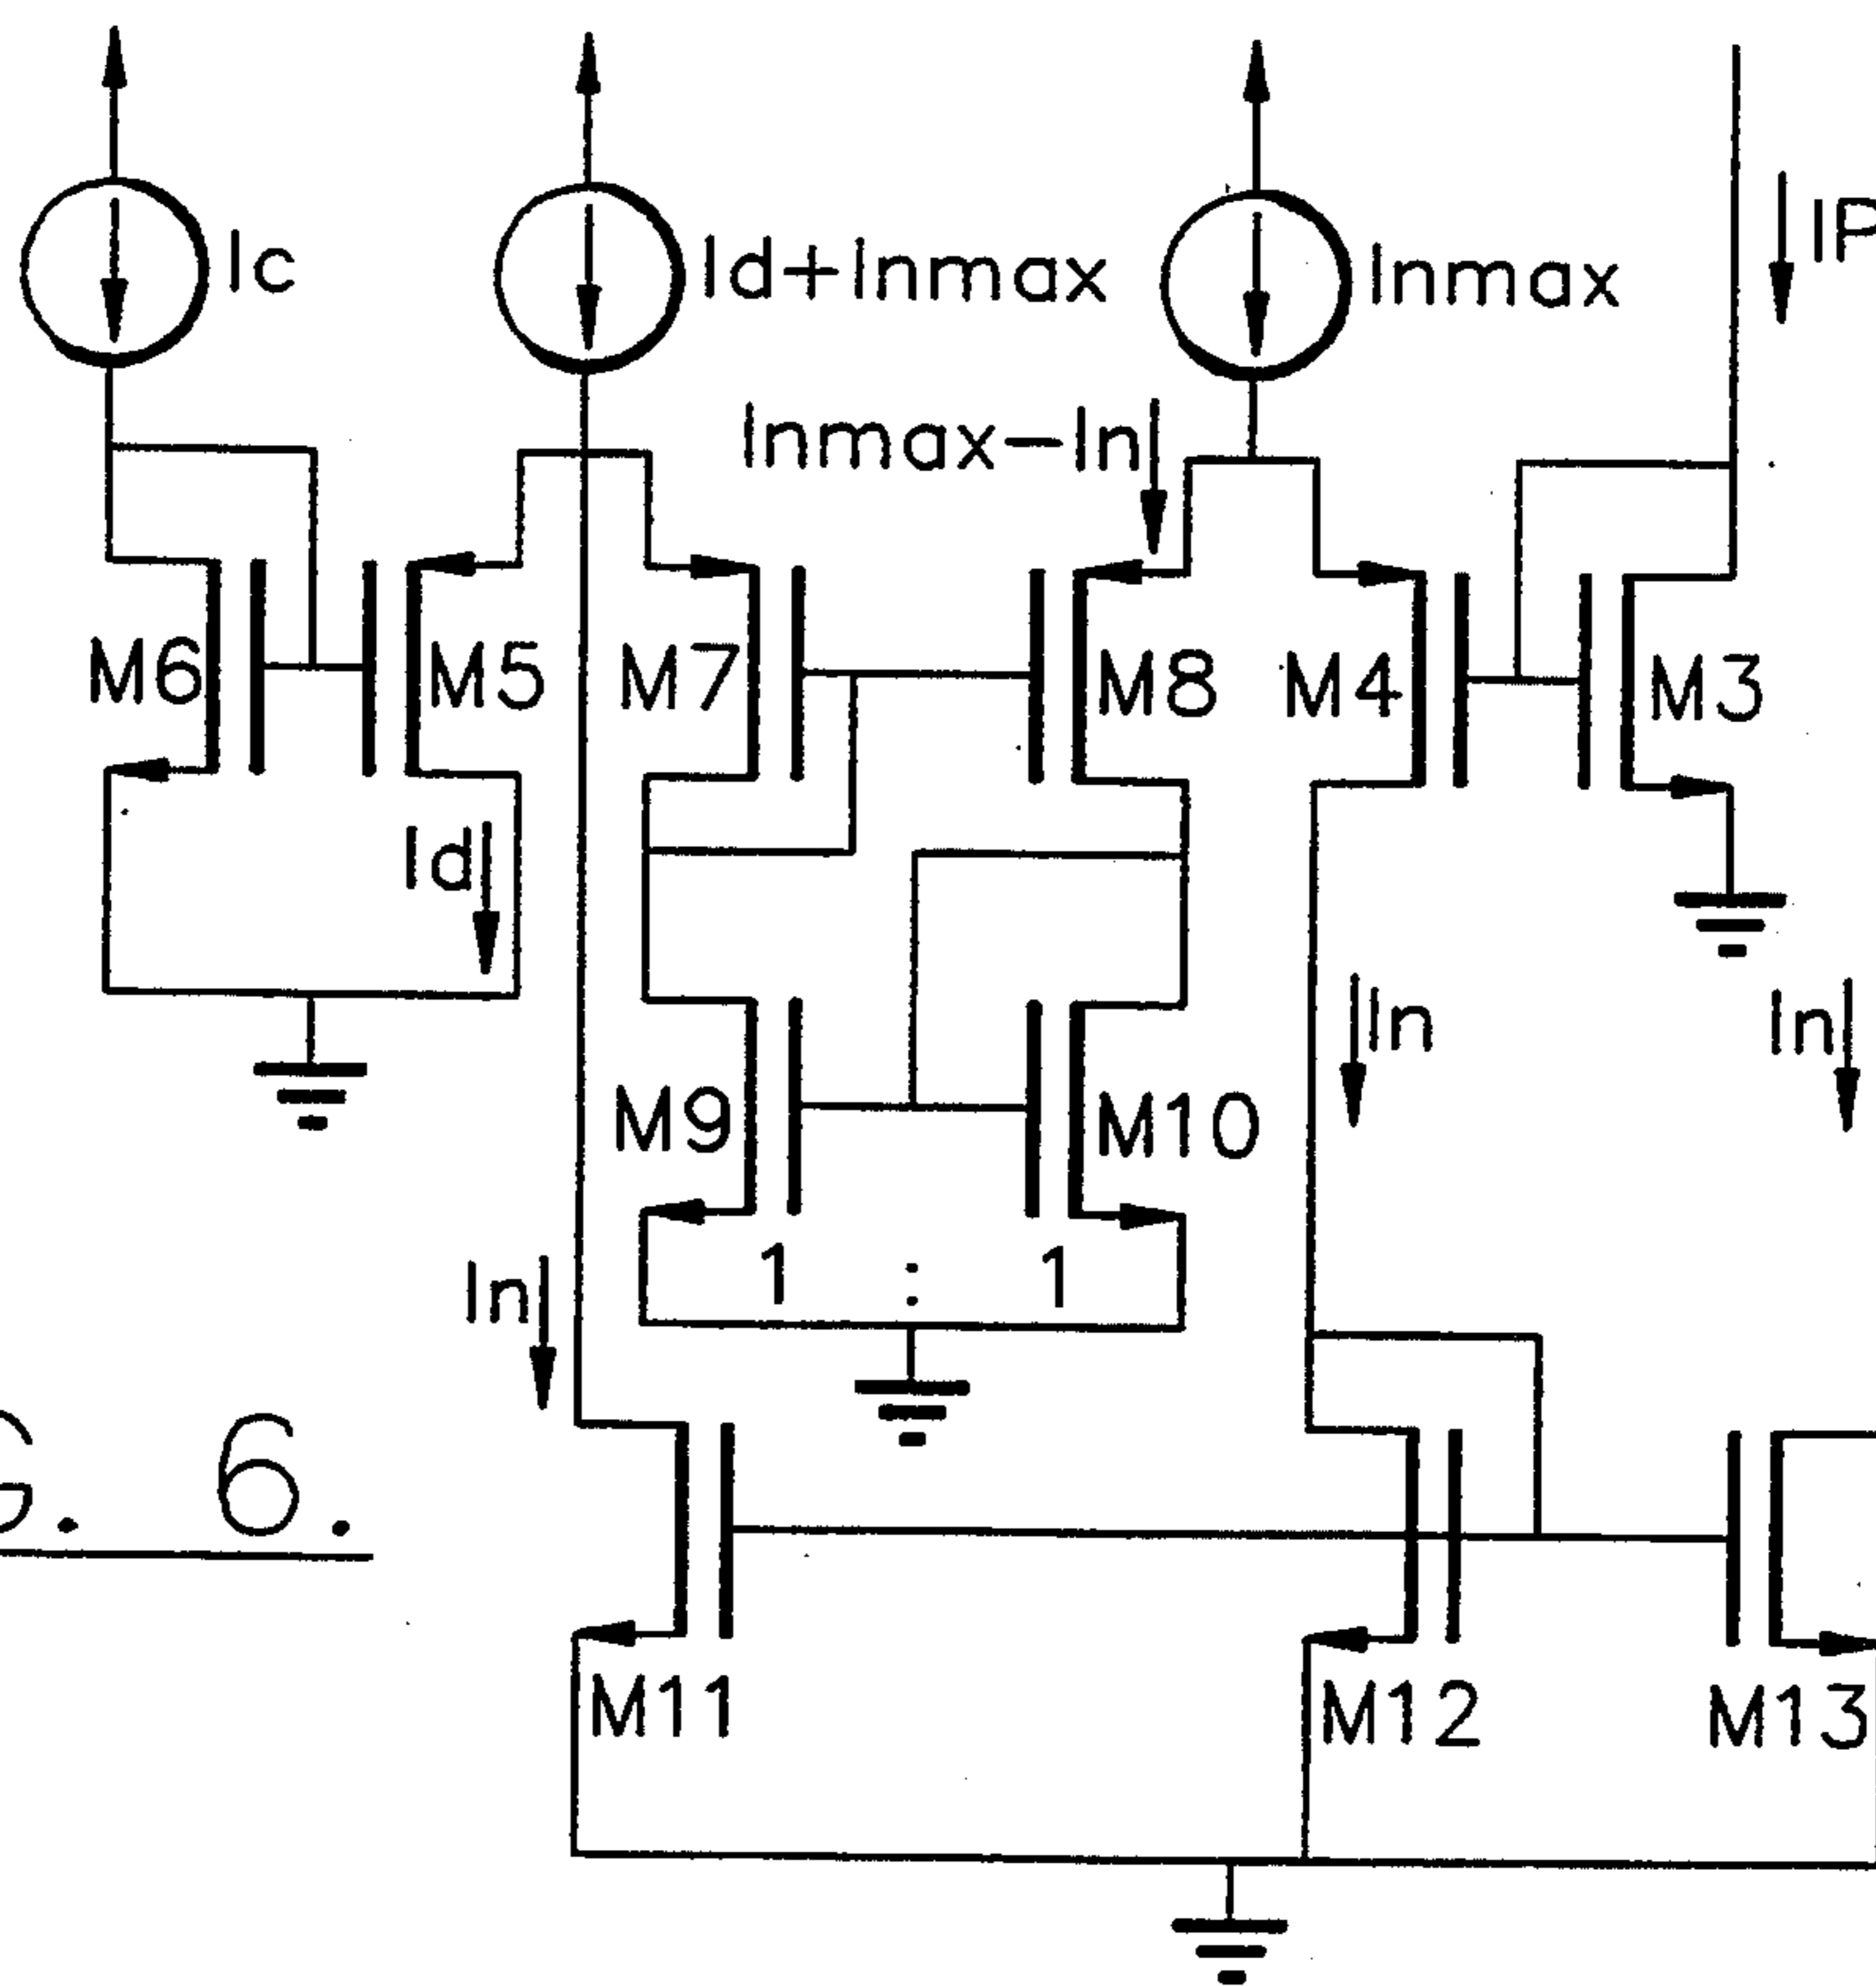 Ic
Id+Inmax
Inmax
IP
Inmax-In
M6
M5
M7
M8
M4
M3
Id
In
In
M9
M10
1 : 1
In
G. 6.
M11
M12
M13